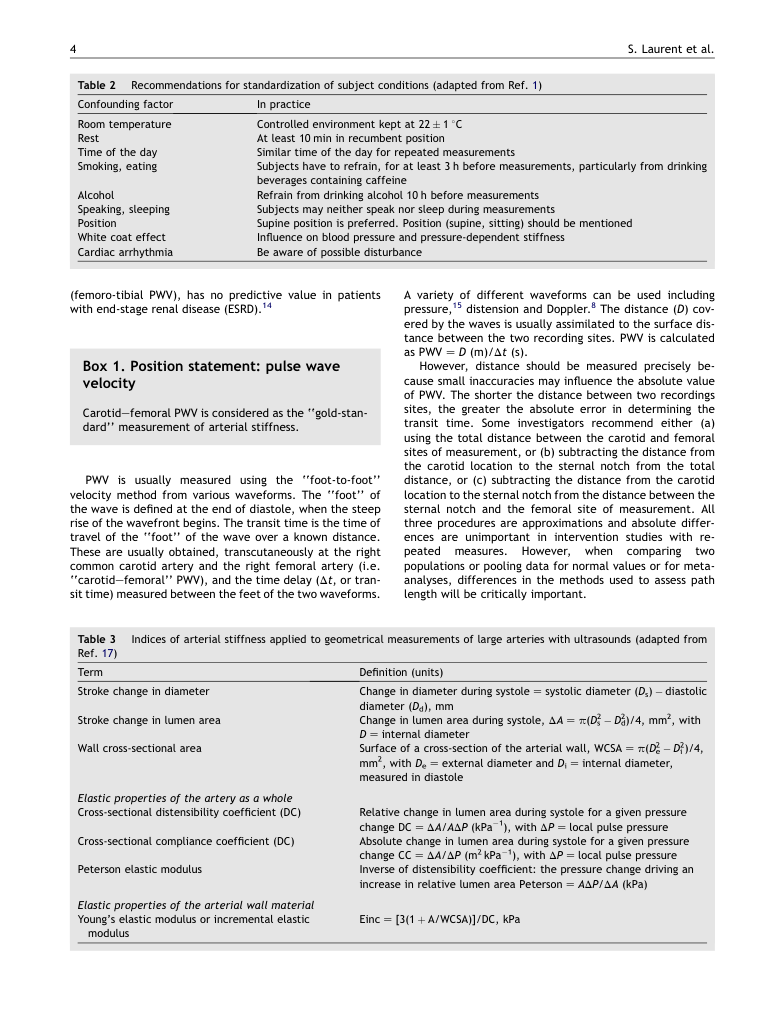 4 S. Laurent et al.
Table 2 Recommendations for standardization of subject conditions (adapted from Ref. 1)
Confounding factor In practice
Room temperature Controlled environment kept at 22 ± 1 °C
Rest At least 10 min in recumbent position
Time of the day Similar time of the day for repeated measurements
Smoking, eating Subjects have to refrain, for at least 3 h before measurements, particularly from drinking
beverages containing caffeine
Alcohol Refrain from drinking alcohol 10 h before measurements
Speaking, sleeping Subjects may neither speak nor sleep during measurements
Position Supine position is preferred. Position (supine, sitting) should be mentioned
White coat effect Influence on blood pressure and pressure-dependent stiffness
Cardiac arrhythmia Be aware of possible disturbance
(femoro-tibial PWV), has no predictive value in patients
with end-stage renal disease (ESRD).14
Box 1. Position statement: pulse wave
velocity
Carotid–femoral PWV is considered as the ‘‘gold-stan-
dard’’ measurement of arterial stiffness.
PWV is usually measured using the ‘‘foot-to-foot’’
velocity method from various waveforms. The ‘‘foot’’ of
the wave is defined at the end of diastole, when the steep
rise of the wavefront begins. The transit time is the time of
travel of the ‘‘foot’’ of the wave over a known distance.
These are usually obtained, transcutaneously at the right
common carotid artery and the right femoral artery (i.e.
‘‘carotid–femoral’’ PWV), and the time delay (Δt, or tran-
sit time) measured between the feet of the two waveforms.
A variety of different waveforms can be used including
pressure,15 distension and Doppler.8 The distance (D) cov-
ered by the waves is usually assimilated to the surface dis-
tance between the two recording sites. PWV is calculated
as PWV = D (m)/Δt (s).
However, distance should be measured precisely be-
cause small inaccuracies may influence the absolute value
of PWV. The shorter the distance between two recordings
sites, the greater the absolute error in determining the
transit time. Some investigators recommend either (a)
using the total distance between the carotid and femoral
sites of measurement, or (b) subtracting the distance from
the carotid location to the sternal notch from the total
distance, or (c) subtracting the distance from the carotid
location to the sternal notch from the distance between the
sternal notch and the femoral site of measurement. All
three procedures are approximations and absolute differ-
ences are unimportant in intervention studies with re-
peated measures. However, when comparing two
populations or pooling data for normal values or for meta-
analyses, differences in the methods used to assess path
length will be critically important.
Table 3 Indices of arterial stiffness applied to geometrical measurements of large arteries with ultrasounds (adapted from
Ref. 17)
Term Definition (units)
Stroke change in diameter Change in diameter during systole = systolic diameter (Ds) − diastolic
diameter (Dd), mm
Stroke change in lumen area Change in lumen area during systole, ΔA = π(Ds² − Dd²)/4, mm², with
D = internal diameter
Wall cross-sectional area Surface of a cross-section of the arterial wall, WCSA = π(De² − Di²)/4,
mm², with De = external diameter and Di = internal diameter,
measured in diastole
Elastic properties of the artery as a whole
Cross-sectional distensibility coefficient (DC) Relative change in lumen area during systole for a given pressure
change DC = ΔA/AΔP (kPa⁻¹), with ΔP = local pulse pressure
Cross-sectional compliance coefficient (DC) Absolute change in lumen area during systole for a given pressure
change CC = ΔA/ΔP (m² kPa⁻¹), with ΔP = local pulse pressure
Peterson elastic modulus Inverse of distensibility coefficient: the pressure change driving an
increase in relative lumen area Peterson = AΔP/ΔA (kPa)
Elastic properties of the arterial wall material
Young's elastic modulus or incremental elastic Einc = [3(1 + A/WCSA)]/DC, kPa
modulus